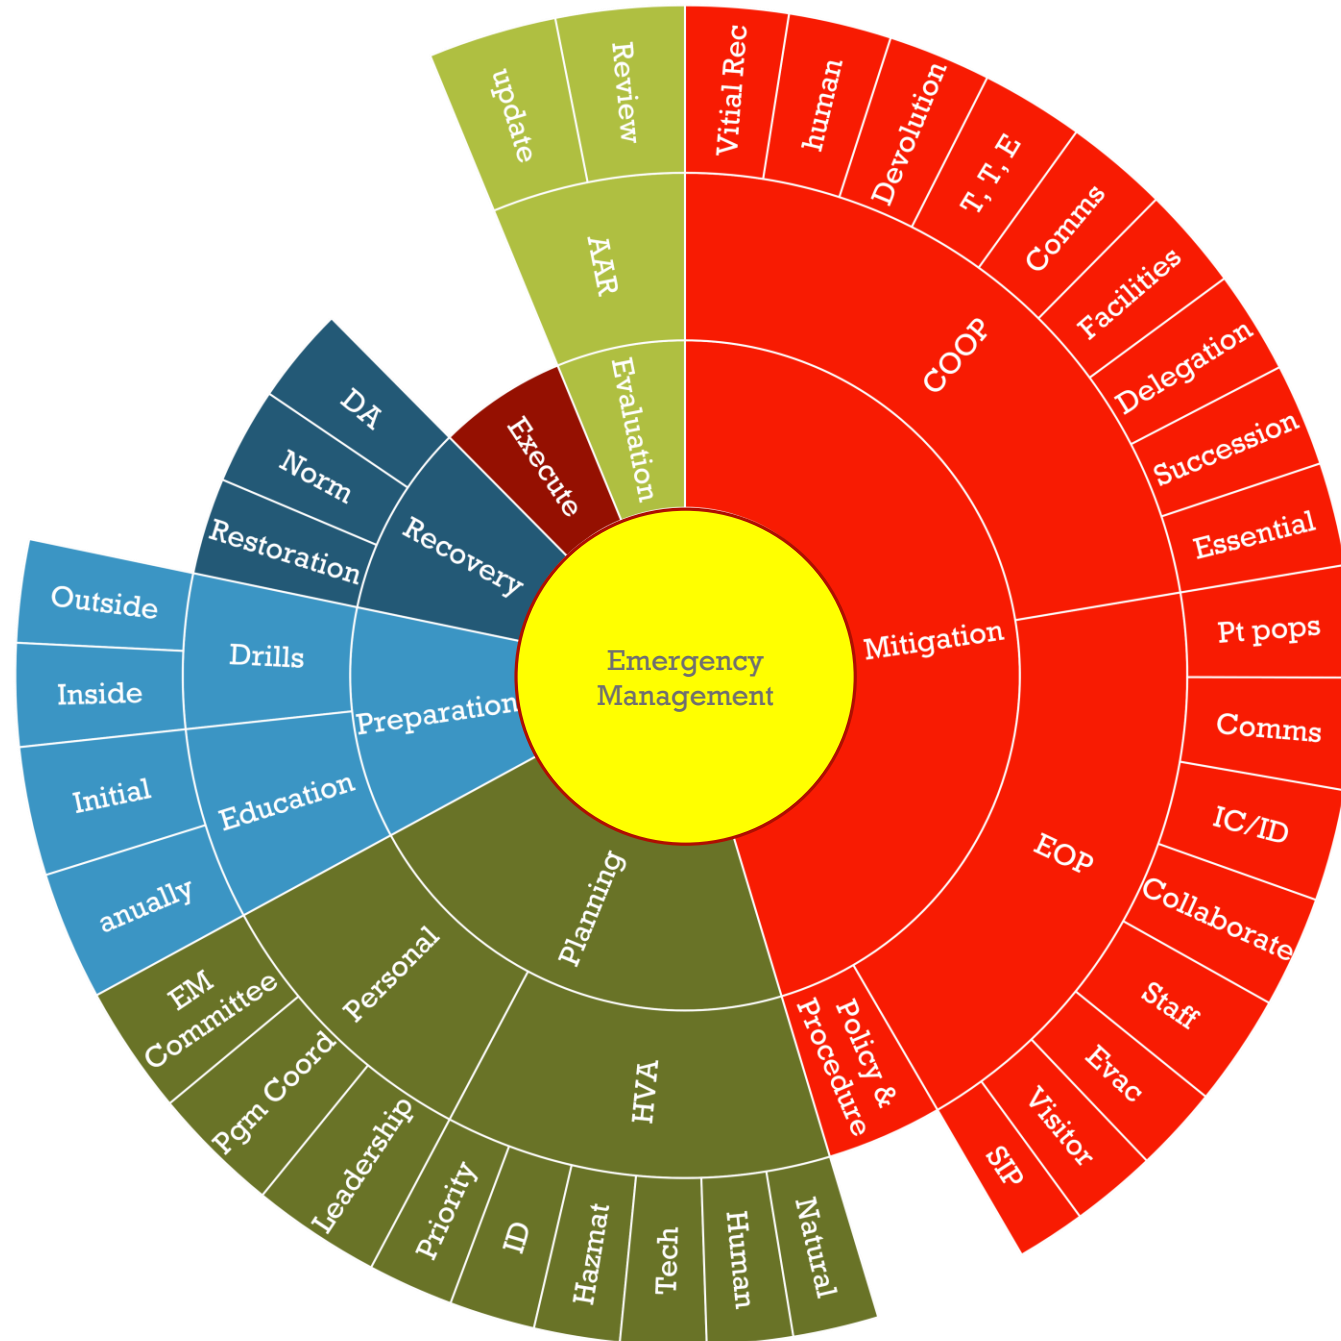 Emergency
Management
Mitigation
COOP
Vitial Rec
human
Devolution
T, T, E
Comms
Facilities
Delegation
Succession
Essential
EOP
Pt pops
Comms
IC/ID
Collaborate
Staff
Evac
Visitor
SIP
Policy &
Procedure
Planning
HVA
Natural
Human
Tech
Hazmat
ID
Priority
Personal
Leadership
Pgm Coord
EM
Committee
Preparation
Education
anually
Initial
Drills
Inside
Outside
Recovery
Restoration
Norm
DA
Execute
Evaluation
AAR
update
Review